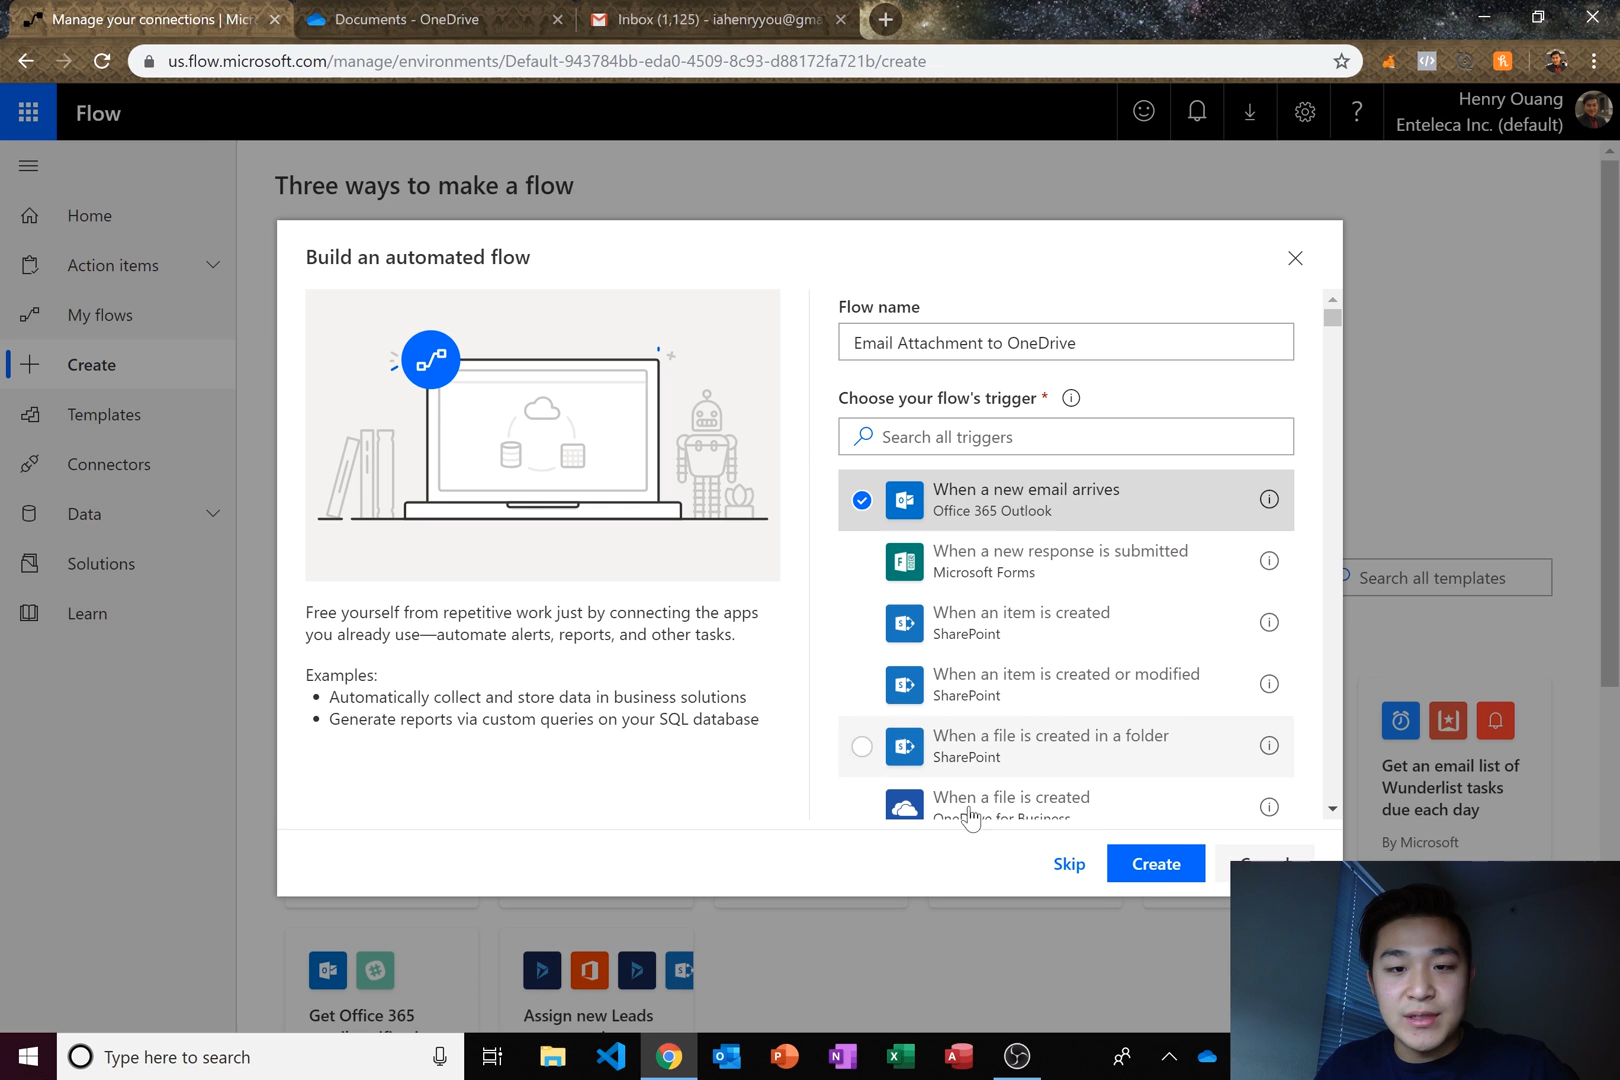 Manage your connections | Micr
Documents - OneDrive
Inbox (1,125) - iahenryyou@gma
us.flow.microsoft.com/manage/environments/Default-943784bb-eda0-4509-8c93-d88172fa721b/create
Flow
Henry Ouang
Enteleca Inc. (default)
Home
Action items
My flows
Create
Templates
Connectors
Data
Solutions
Learn
Three ways to make a flow
Build an automated flow
Free yourself from repetitive work just by connecting the apps
you already use—automate alerts, reports, and other tasks.
Examples:
• Automatically collect and store data in business solutions
• Generate reports via custom queries on your SQL database
Flow name
Email Attachment to OneDrive
Choose your flow's trigger *
Search all triggers
When a new email arrives
Office 365 Outlook
When a new response is submitted
Microsoft Forms
When an item is created
SharePoint
When an item is created or modified
SharePoint
When a file is created in a folder
SharePoint
When a file is created
OneDrive for Business
Skip
Create
Search all templates
Get an email list of
Wunderlist tasks
due each day
By Microsoft
Get Office 365
Assign new Leads
Type here to search